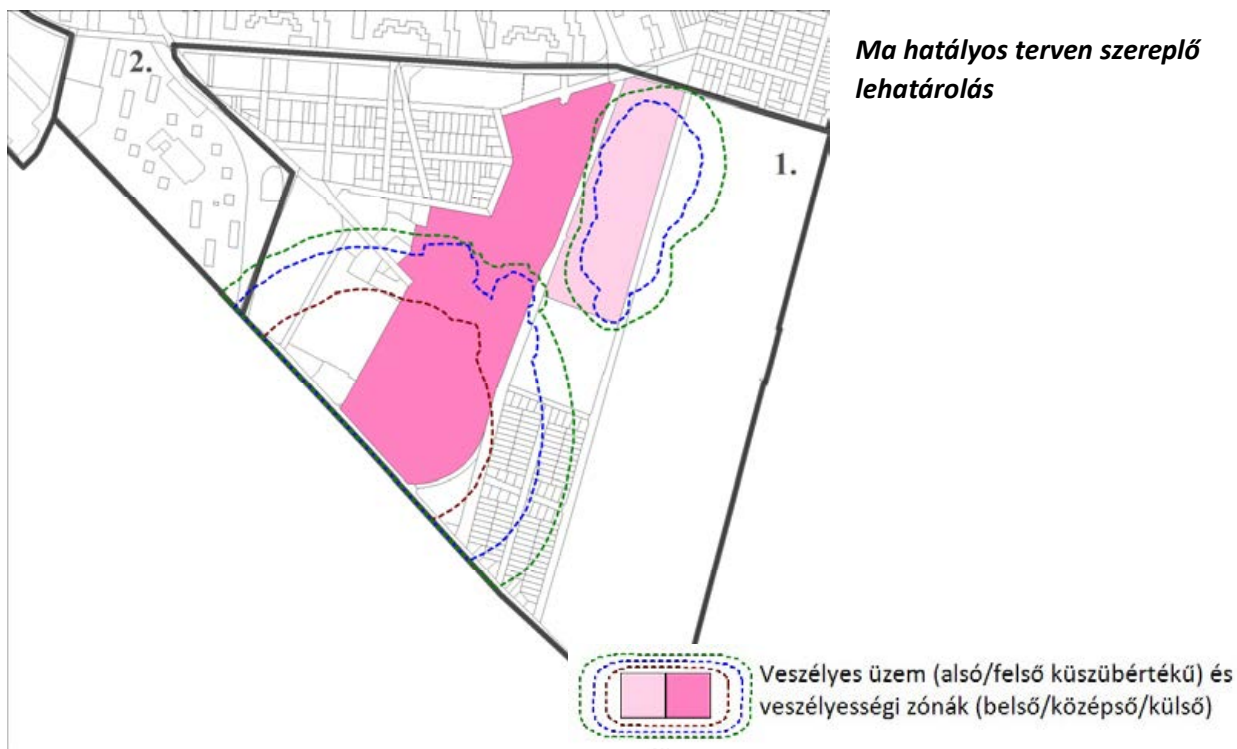 Ma hatályos terven szereplő
lehatárolás
2.
1.
Veszélyes üzem (alsó/felső küszübértékű) és
veszélyességi zónák (belső/középső/külső)